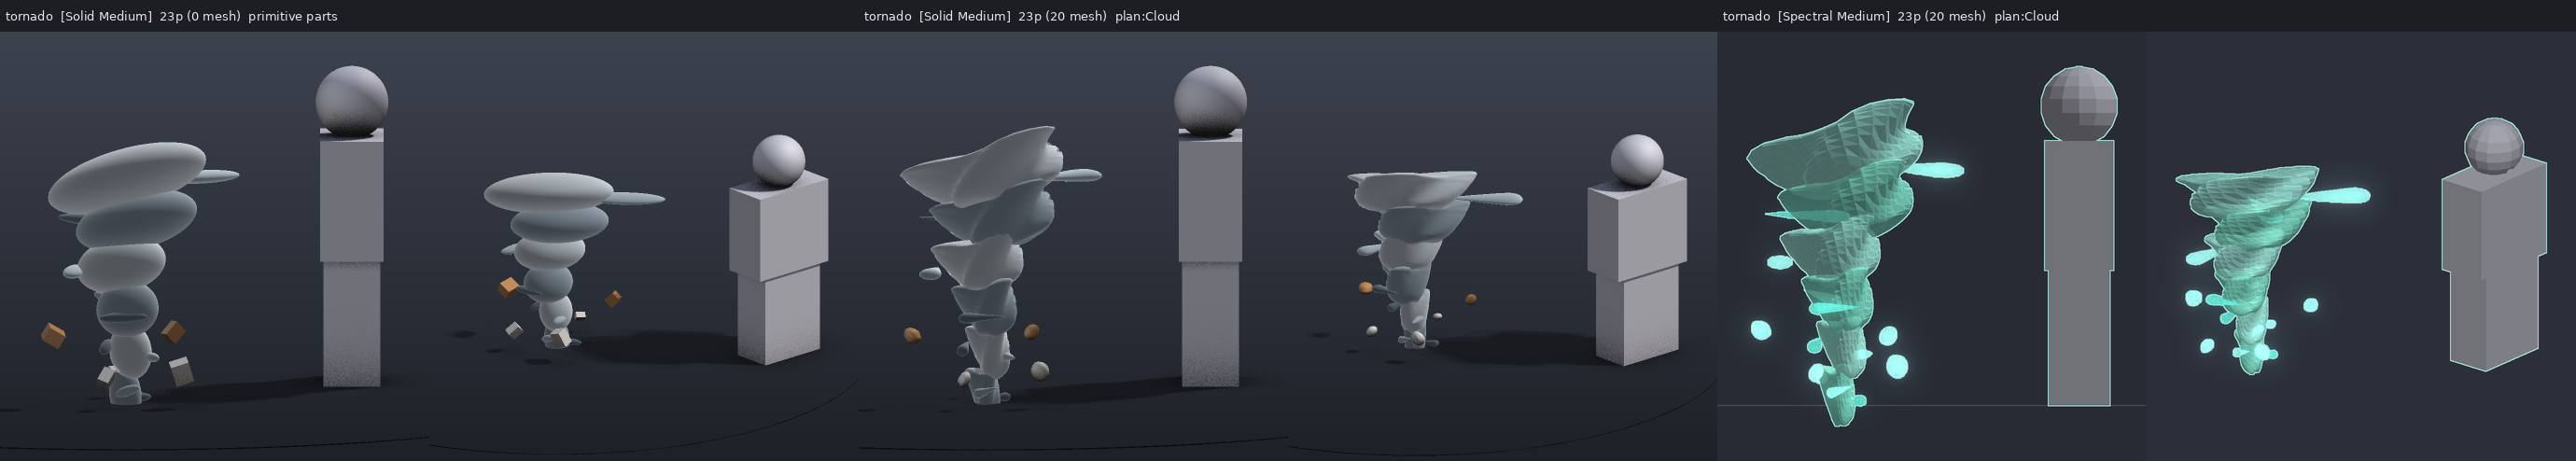 tornado [Solid Medium] 23p (0 mesh) primitive parts
tornado [Solid Medium] 23p (20 mesh) plan:Cloud
tornado [Spectral Medium] 23p (20 mesh) plan:Cloud